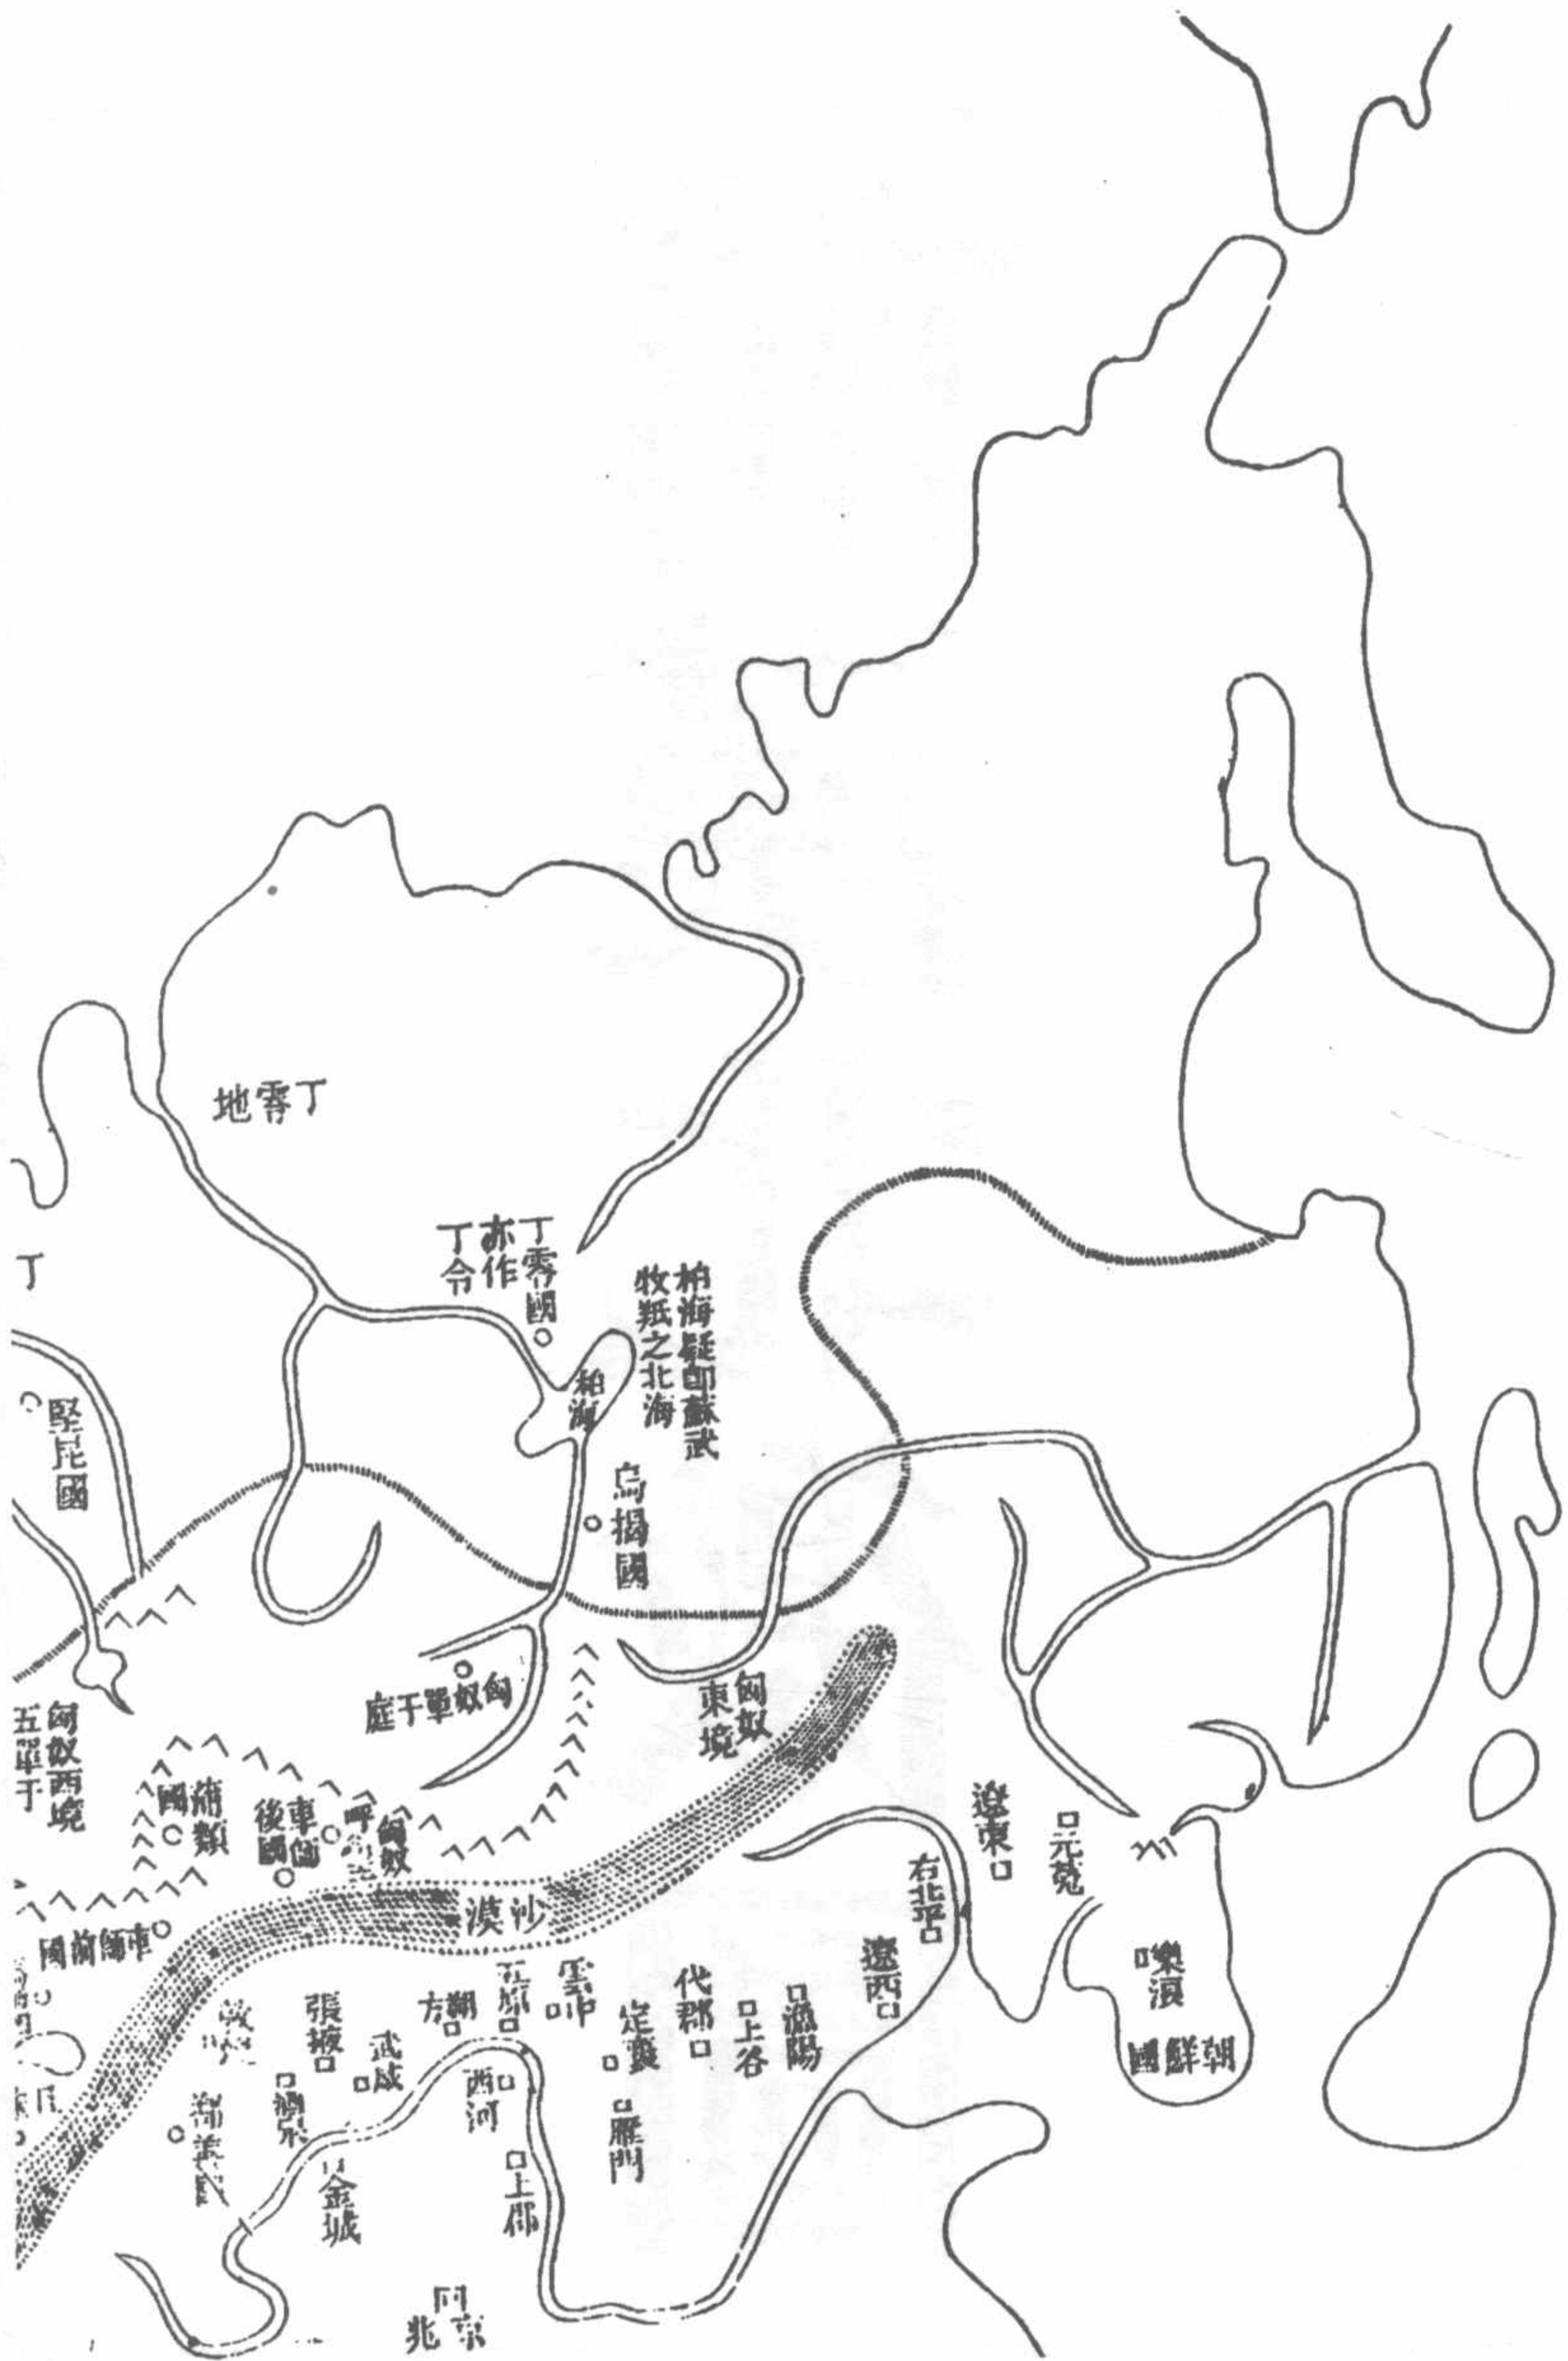 丁零地
丁零國
亦作
丁令
柏海疑即蘇武
牧羝之北海
柏海
烏揭國
丁
堅昆國
匈奴單于庭
匈奴
東境
匈奴西境
五單于
蒲類
國
車師
後國
匈奴
車師前國
沙漠
遼東
元菟
右北平
遼西
樂浪
朝鮮國
漁陽
上谷
代郡
定襄
雁門
雲中
五原
朔方
西河
上郡
武威
張掖
酒泉
金城
京兆